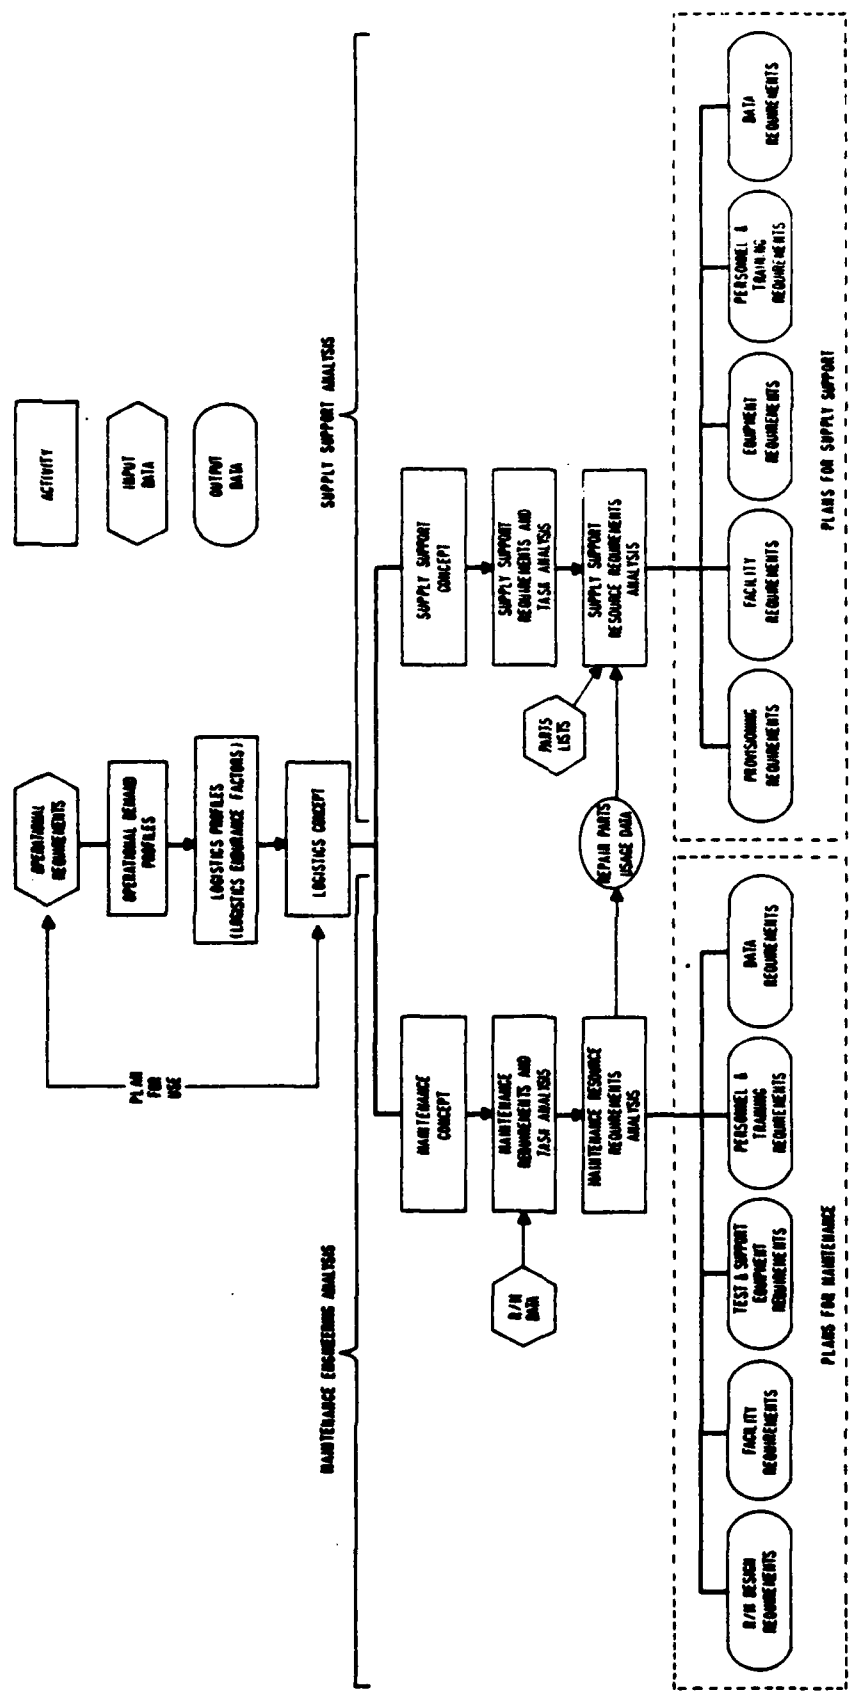 OPERATIONAL
REQUIREMENTS
OPERATIONAL DEMAND
PROFILES
LOGISTICS PROFILES
(LOGISTICS ENDURANCE FACTORS)
LOGISTICS CONCEPT
PLAN
FOR
USE
ACTIVITY
INPUT
DATA
OUTPUT
DATA
MAINTENANCE ENGINEERING ANALYSIS
SUPPLY SUPPORT ANALYSIS
MAINTENANCE
CONCEPT
MAINTENANCE
REQUIREMENTS AND
TASK ANALYSIS
R/M
DATA
MAINTENANCE RESOURCE
REQUIREMENTS
ANALYSIS
REPAIR PARTS
USAGE DATA
PARTS
LISTS
SUPPLY SUPPORT
CONCEPT
SUPPLY SUPPORT
REQUIREMENTS AND
TASK ANALYSIS
SUPPLY SUPPORT
RESOURCE REQUIREMENTS
ANALYSIS
R/M DESIGN
REQUIREMENTS
FACILITY
REQUIREMENTS
TEST & SUPPORT
EQUIPMENT
REQUIREMENTS
PERSONNEL &
TRAINING
REQUIREMENTS
DATA
REQUIREMENTS
PLANS FOR MAINTENANCE
PROVISIONING
REQUIREMENTS
FACILITY
REQUIREMENTS
EQUIPMENT
REQUIREMENTS
PERSONNEL &
TRAINING
REQUIREMENTS
DATA
REQUIREMENTS
PLANS FOR SUPPLY SUPPORT